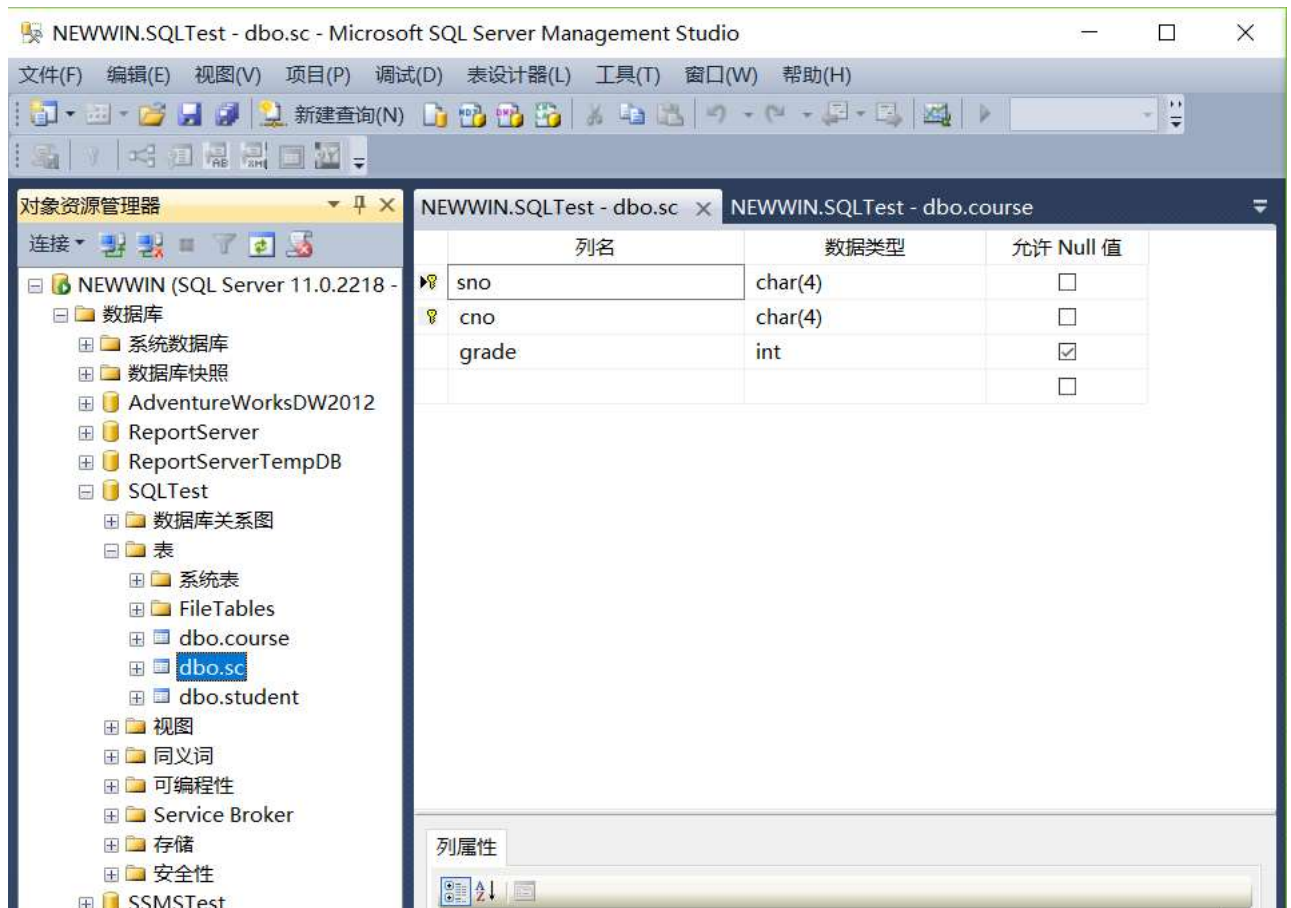 NEWWIN.SQLTest - dbo.sc - Microsoft SQL Server Management Studio
文件(F) 编辑(E) 视图(V) 项目(P) 调试(D) 表设计器(L) 工具(T) 窗口(W) 帮助(H)
新建查询(N)
对象资源管理器
连接
NEWWIN (SQL Server 11.0.2218 -
数据库
系统数据库
数据库快照
AdventureWorksDW2012
ReportServer
ReportServerTempDB
SQLTest
数据库关系图
表
系统表
FileTables
dbo.course
dbo.sc
dbo.student
视图
同义词
可编程性
Service Broker
存储
安全性
SSMSTest
NEWWIN.SQLTest - dbo.sc NEWWIN.SQLTest - dbo.course
列名 数据类型 允许 Null 值
sno char(4)
cno char(4)
grade int
列属性